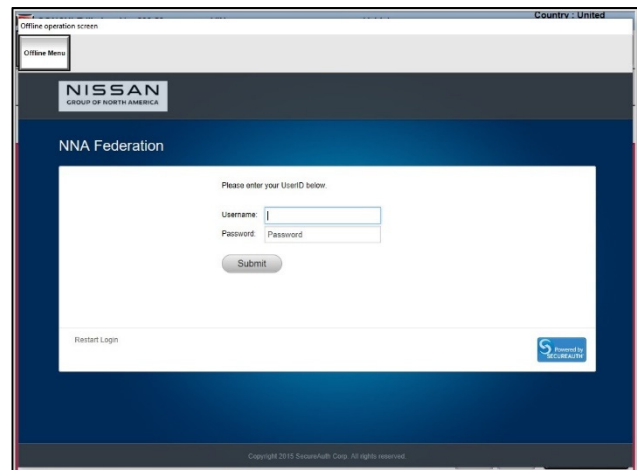 Country : United
Offline operation screen
Offline Menu
NISSAN
GROUP OF NORTH AMERICA
NNA Federation
Please enter your UserID below.
Username:
Password: Password
Submit
Restart Login
Powered by
SECUREAUTH
Copyright 2015 SecureAuth Corp. All rights reserved.